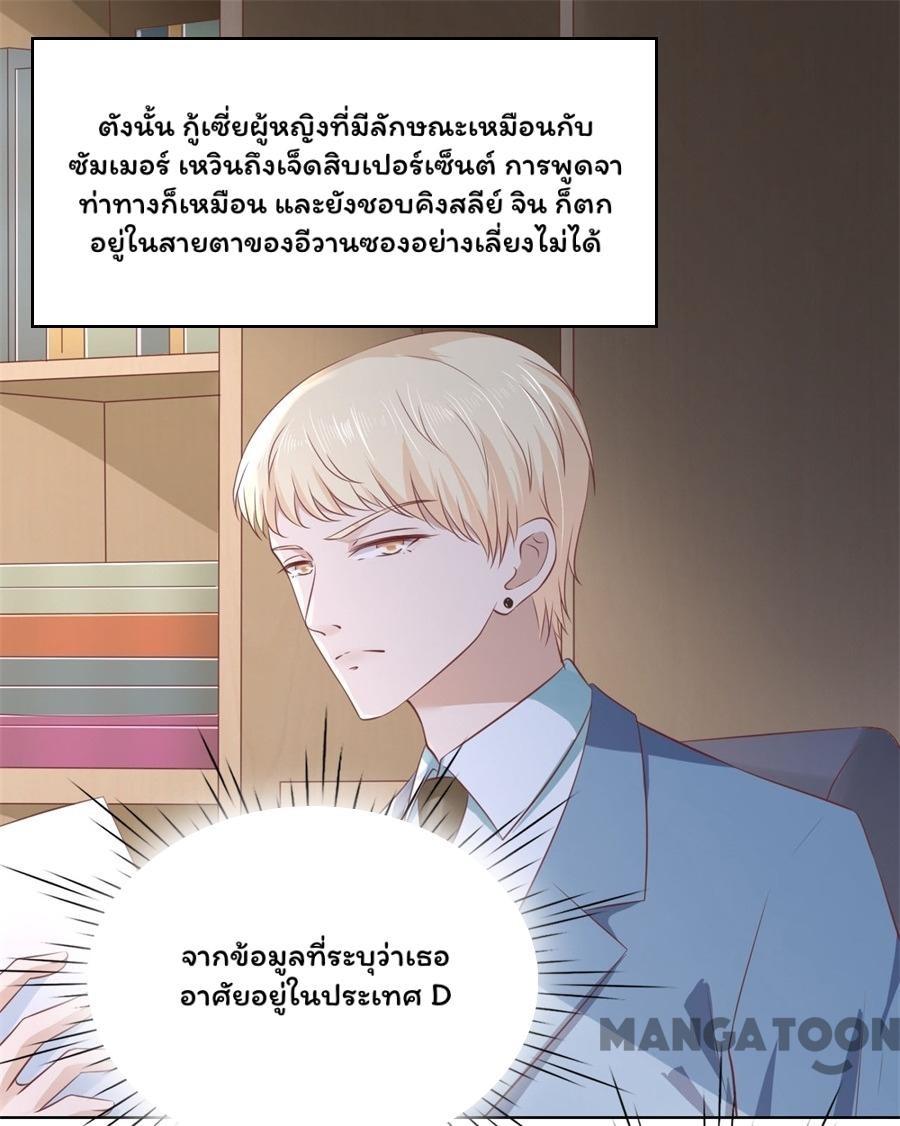 ตังนั้น กู้เซี่ยผู้หญิงที่มีลักษณะเหมือนกับ
ซัมเมอร์ เหวินถึงเจ็ดสิบเปอร์เซ็นต์ การพูดจา
ท่าทางก็เหมือน และยังชอบคิงสลีย์ จิน ก็ตก
อยู่ในสายตาของอีวานซองอย่างเลี่ยงไม่ได้
จากข้อมูลที่ระบุว่าเธอ
อาศัยอยู่ในประเทศ D
MANGATOON